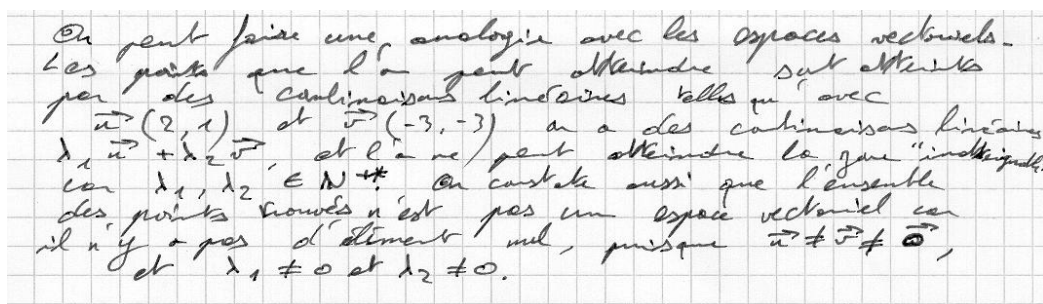 On peut faire une analogie avec les espaces vectoriels.
Les points que l'on peut atteindre sont atteints
par des combinaisons linéaires telles qu'avec
u⃗ (2, 1) et v⃗ (-3, -3) on a des combinaisons linéaires
λ₁ u⃗ + λ₂ v⃗, et l'on ne peut atteindre la zone "inatteignable"
car λ₁, λ₂ ∈ N**. On constate aussi que l'ensemble
des points trouvés n'est pas un espace vectoriel car
il n'y a pas d'élément nul, puisque u⃗ ≠ v⃗ ≠ 0⃗,
et λ₁ ≠ 0 et λ₂ ≠ 0.